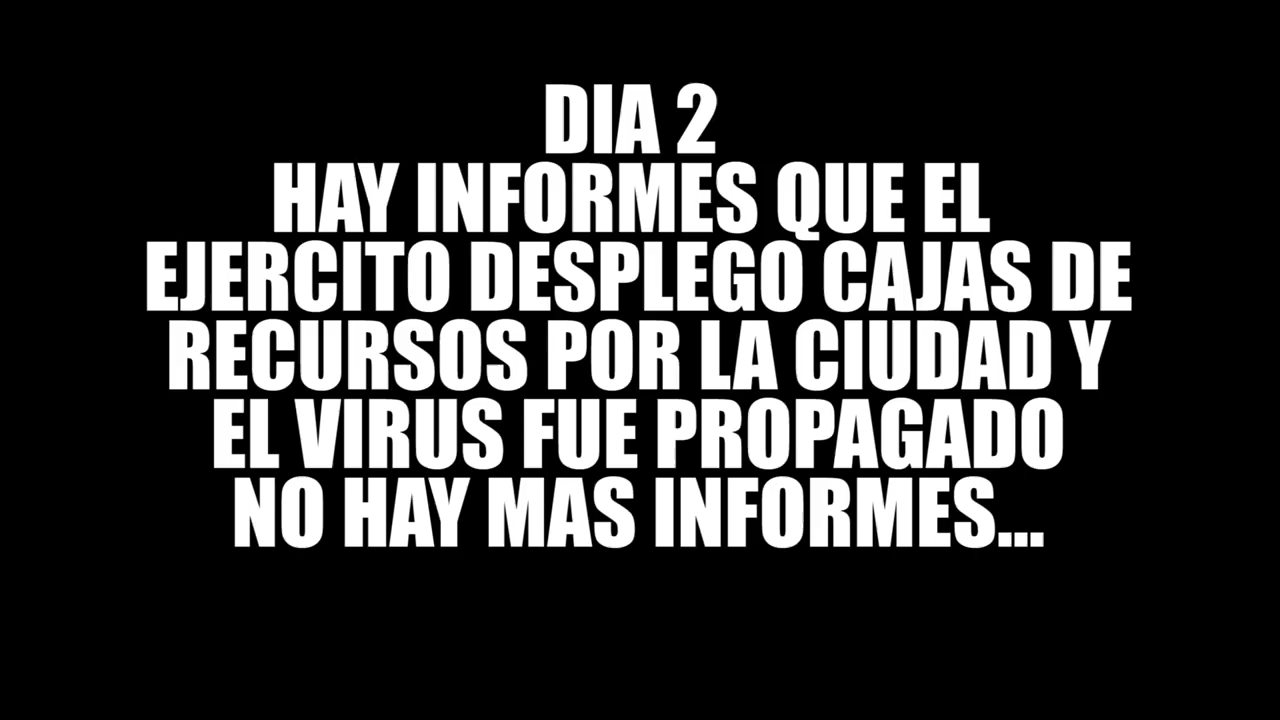 DIA 2
HAY INFORMES QUE EL
EJERCITO DESPLEGO CAJAS DE
RECURSOS POR LA CIUDAD Y
EL VIRUS FUE PROPAGADO
NO HAY MAS INFORMES...